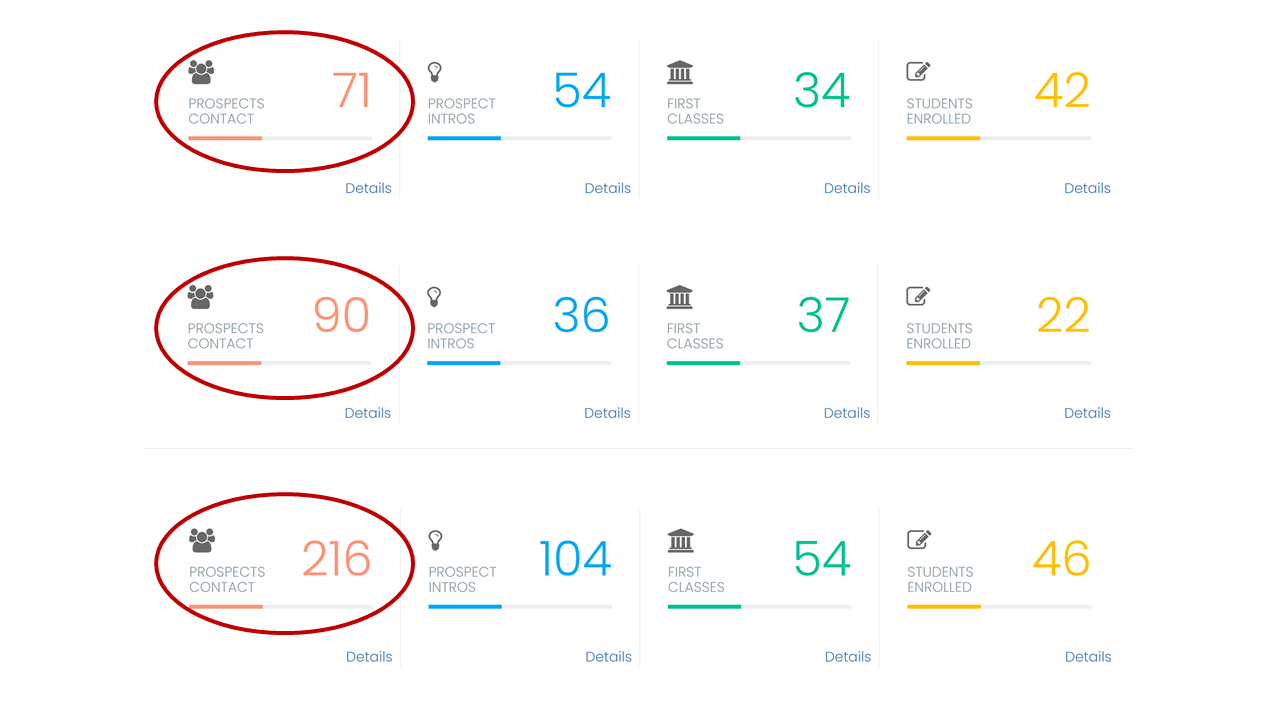 71
PROSPECTS
CONTACT
Details
54
PROSPECT
INTROS
Details
34
FIRST
CLASSES
Details
42
STUDENTS
ENROLLED
Details
90
PROSPECTS
CONTACT
Details
36
PROSPECT
INTROS
Details
37
FIRST
CLASSES
Details
22
STUDENTS
ENROLLED
Details
216
PROSPECTS
CONTACT
Details
104
PROSPECT
INTROS
Details
54
FIRST
CLASSES
Details
46
STUDENTS
ENROLLED
Details